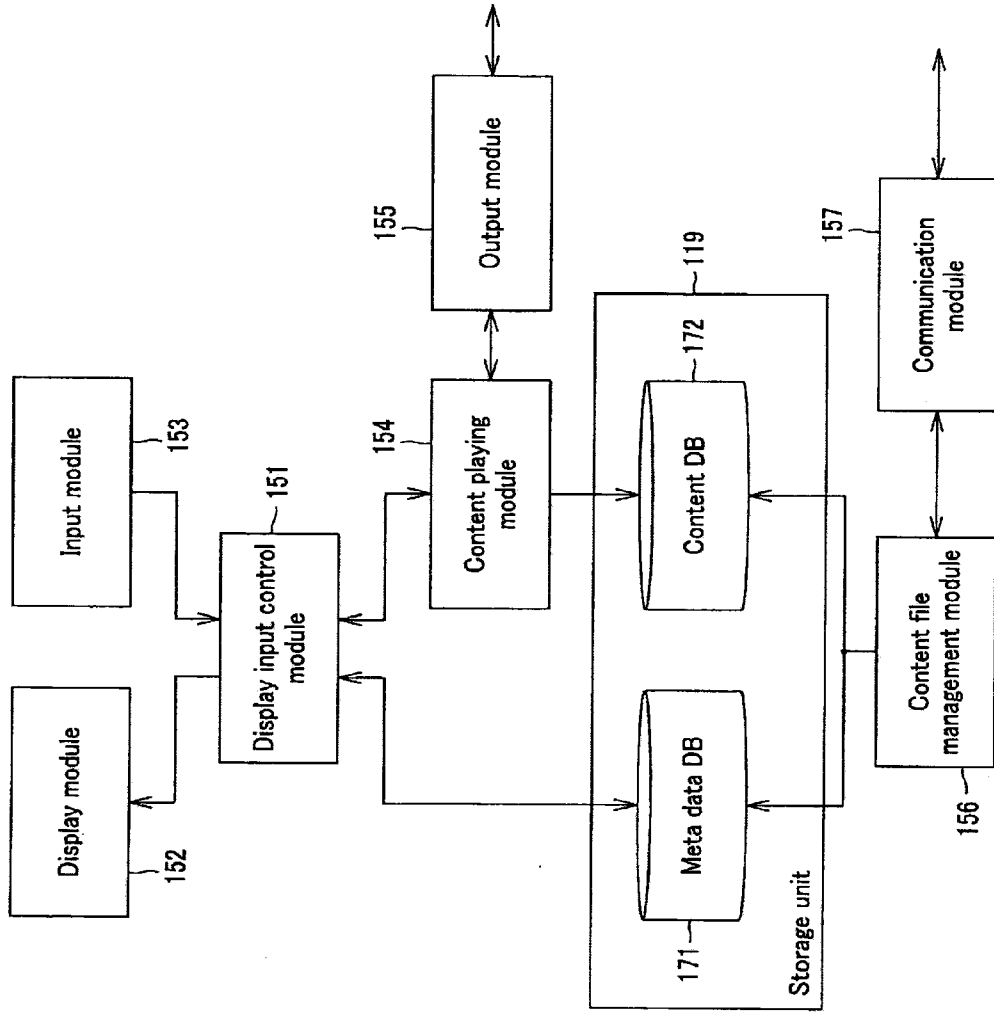 Display module
152
Input module
153
Display input control
module
151
Content playing
module
154
Output module
155
Storage unit
119
Meta data DB
171
Content DB
172
Content file
management module
156
Communication
module
157